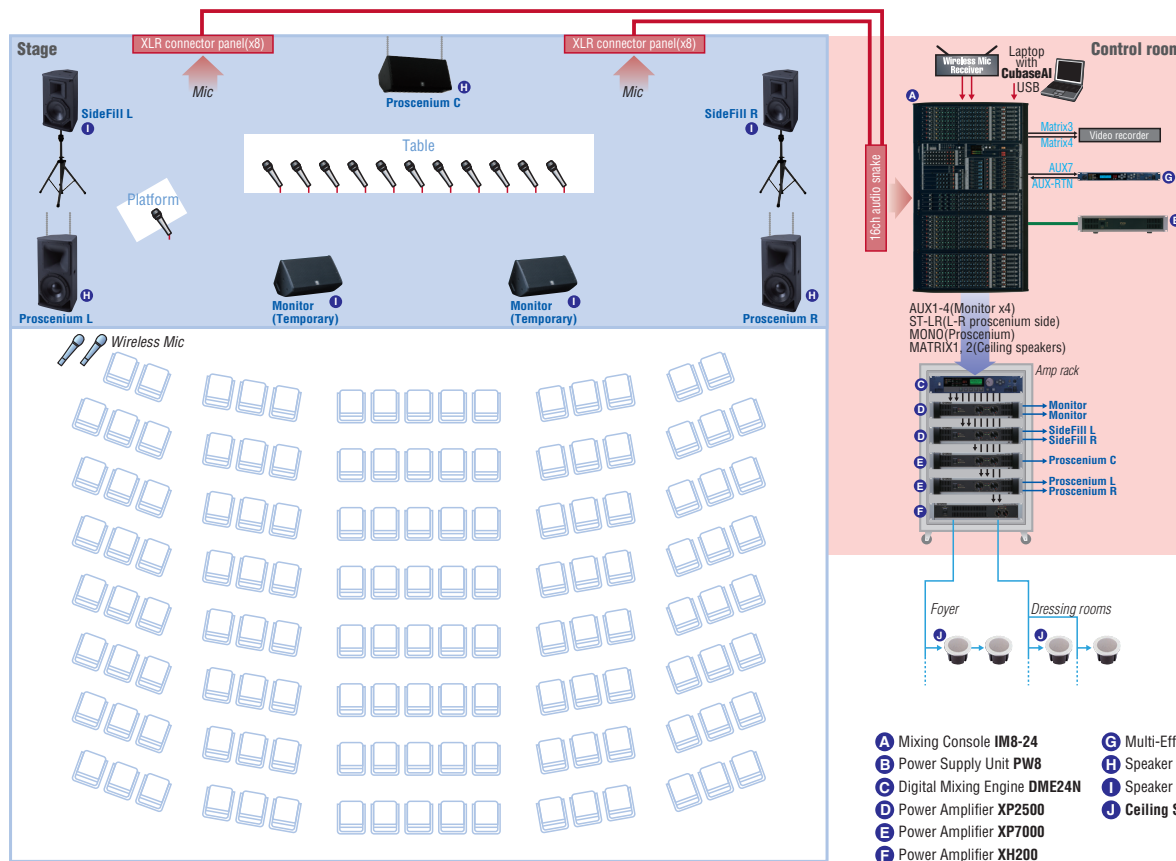 Stage
XLR connector panel(x8)
XLR connector panel(x8)
Mic
Mic
H
Proscenium C
SideFill L
I
SideFill R
I
Table
Platform
H
Proscenium L
Monitor
(Temporary)
I
Monitor
(Temporary)
I
H
Proscenium R
Wireless Mic
16ch audio snake
Control room
Wireless Mic
Receiver
Laptop
with
CubaseAI
USB
A
Matrix3
Matrix4
Video recorder
AUX7
AUX-RTN
G
AUX1-4(Monitor x4)
ST-LR(L-R proscenium side)
MONO(Proscenium)
MATRIX1, 2(Ceiling speakers)
Amp rack
C
D
Monitor
Monitor
D
SideFill L
SideFill R
E
Proscenium C
E
Proscenium L
Proscenium R
F
Foyer
Dressing rooms
J
J
A Mixing Console IM8-24
B Power Supply Unit PW8
C Digital Mixing Engine DME24N
D Power Amplifier XP2500
E Power Amplifier XP7000
F Power Amplifier XH200
G Multi-Eff
H Speaker
I Speaker
J Ceiling S